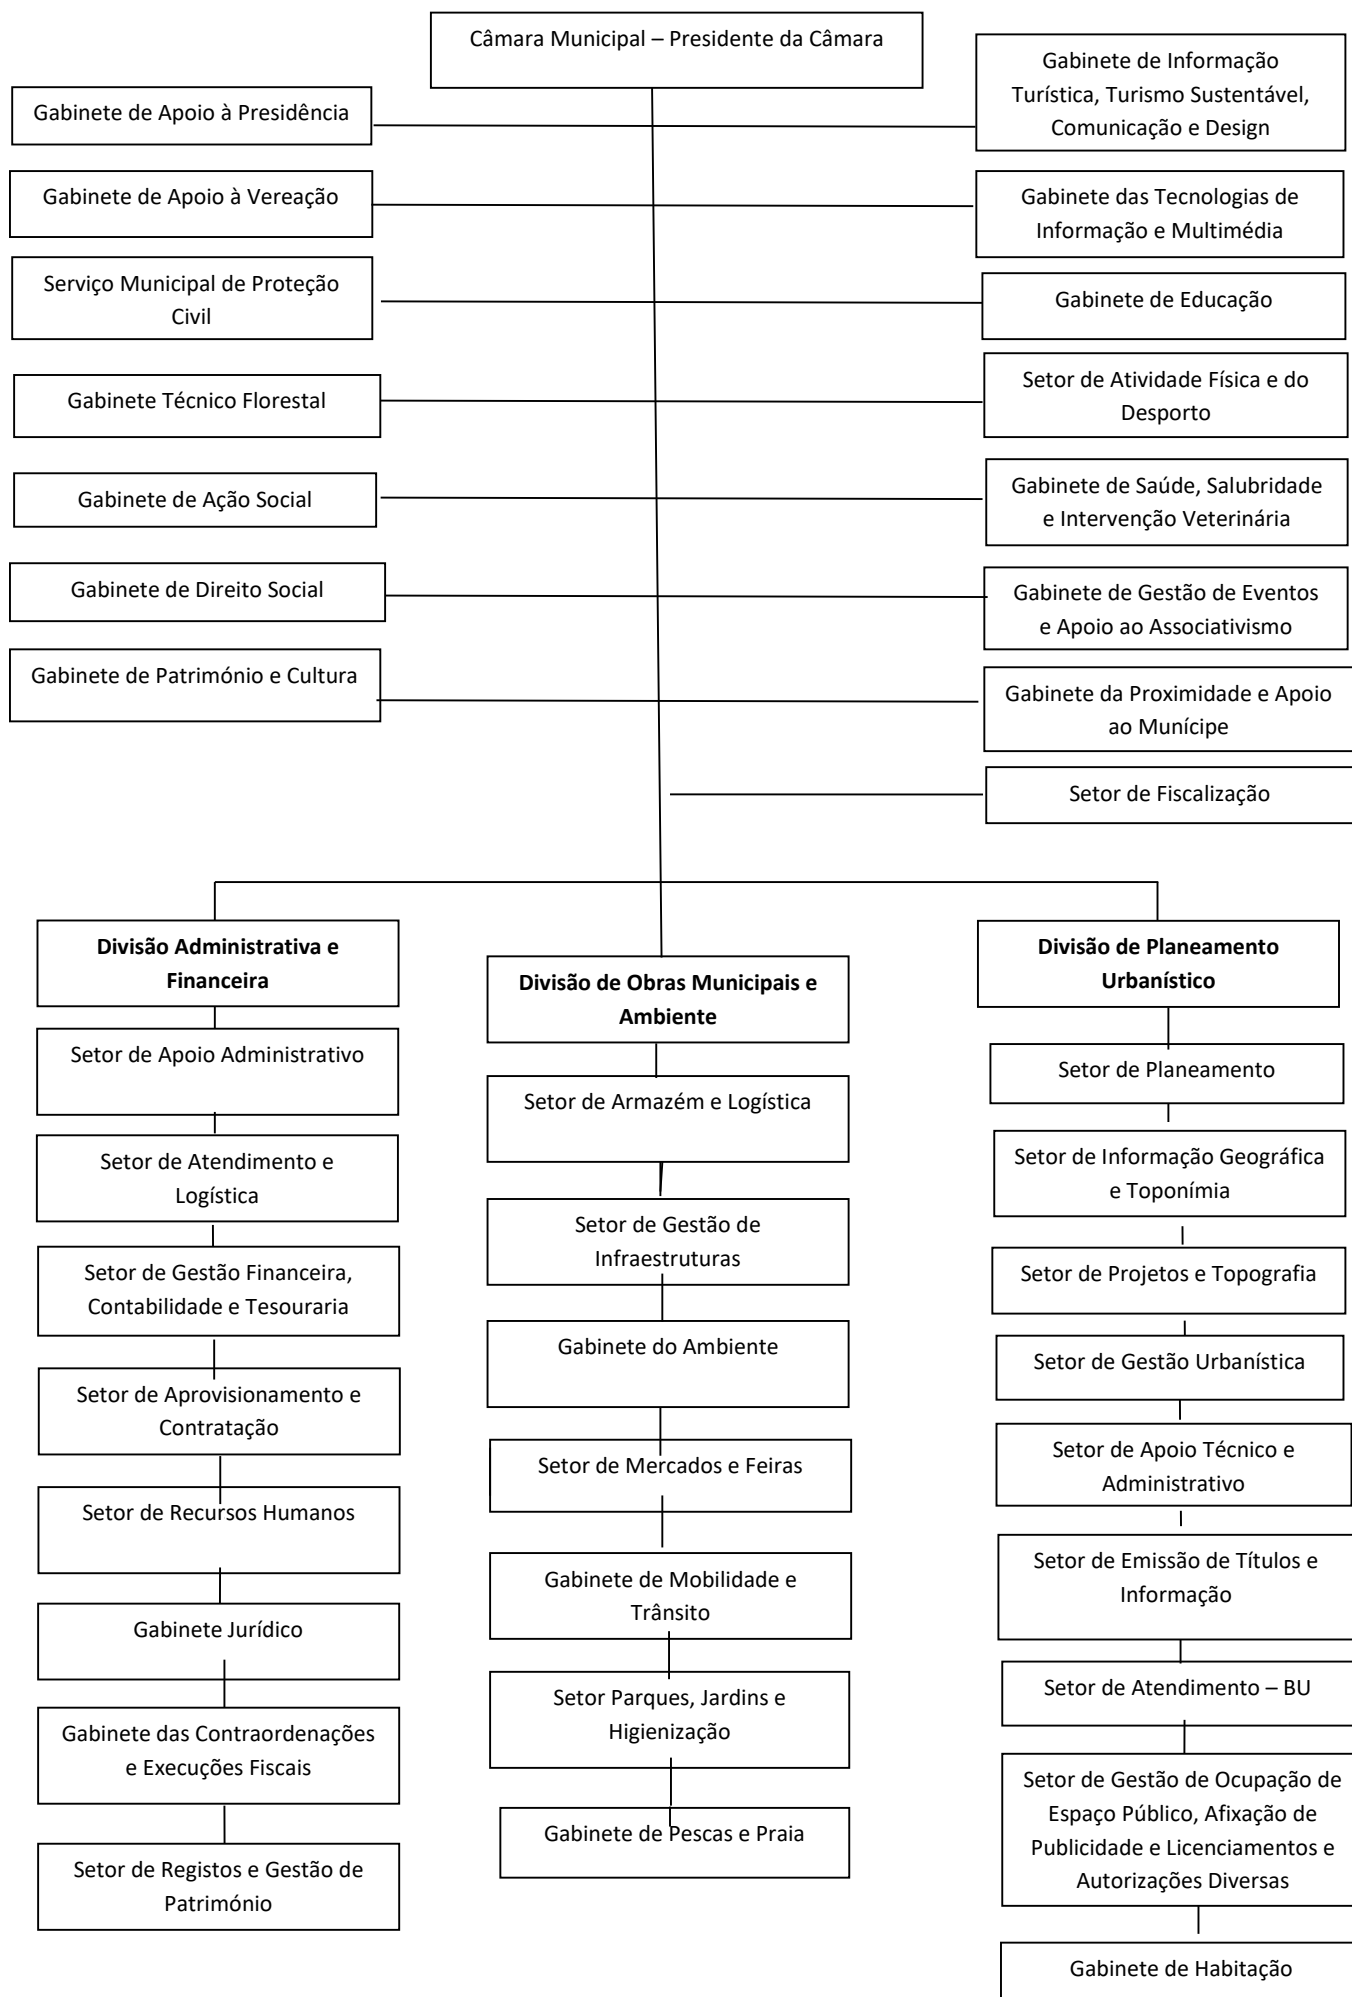 Câmara Municipal – Presidente da Câmara
Gabinete de Informação
Turística, Turismo Sustentável,
Comunicação e Design
Gabinete de Apoio à Presidência
Gabinete de Apoio à Vereação
Gabinete das Tecnologias de
Informação e Multimédia
Serviço Municipal de Proteção
Civil
Gabinete de Educação
Gabinete Técnico Florestal
Setor de Atividade Física e do
Desporto
Gabinete de Ação Social
Gabinete de Saúde, Salubridade
e Intervenção Veterinária
Gabinete de Direito Social
Gabinete de Gestão de Eventos
e Apoio ao Associativismo
Gabinete de Património e Cultura
Gabinete da Proximidade e Apoio
ao Munícipe
Setor de Fiscalização
Divisão Administrativa e
Financeira
Setor de Apoio Administrativo
Setor de Atendimento e
Logística
Setor de Gestão Financeira,
Contabilidade e Tesouraria
Setor de Aprovisionamento e
Contratação
Setor de Recursos Humanos
Gabinete Jurídico
Gabinete das Contraordenações
e Execuções Fiscais
Setor de Registos e Gestão de
Património
Divisão de Obras Municipais e
Ambiente
Setor de Armazém e Logística
Setor de Gestão de
Infraestruturas
Gabinete do Ambiente
Setor de Mercados e Feiras
Gabinete de Mobilidade e
Trânsito
Setor Parques, Jardins e
Higienização
Gabinete de Pescas e Praia
Divisão de Planeamento
Urbanístico
Setor de Planeamento
Setor de Informação Geográfica
e Toponímia
Setor de Projetos e Topografia
Setor de Gestão Urbanística
Setor de Apoio Técnico e
Administrativo
Setor de Emissão de Títulos e
Informação
Setor de Atendimento – BU
Setor de Gestão de Ocupação de
Espaço Público, Afixação de
Publicidade e Licenciamentos e
Autorizações Diversas
Gabinete de Habitação